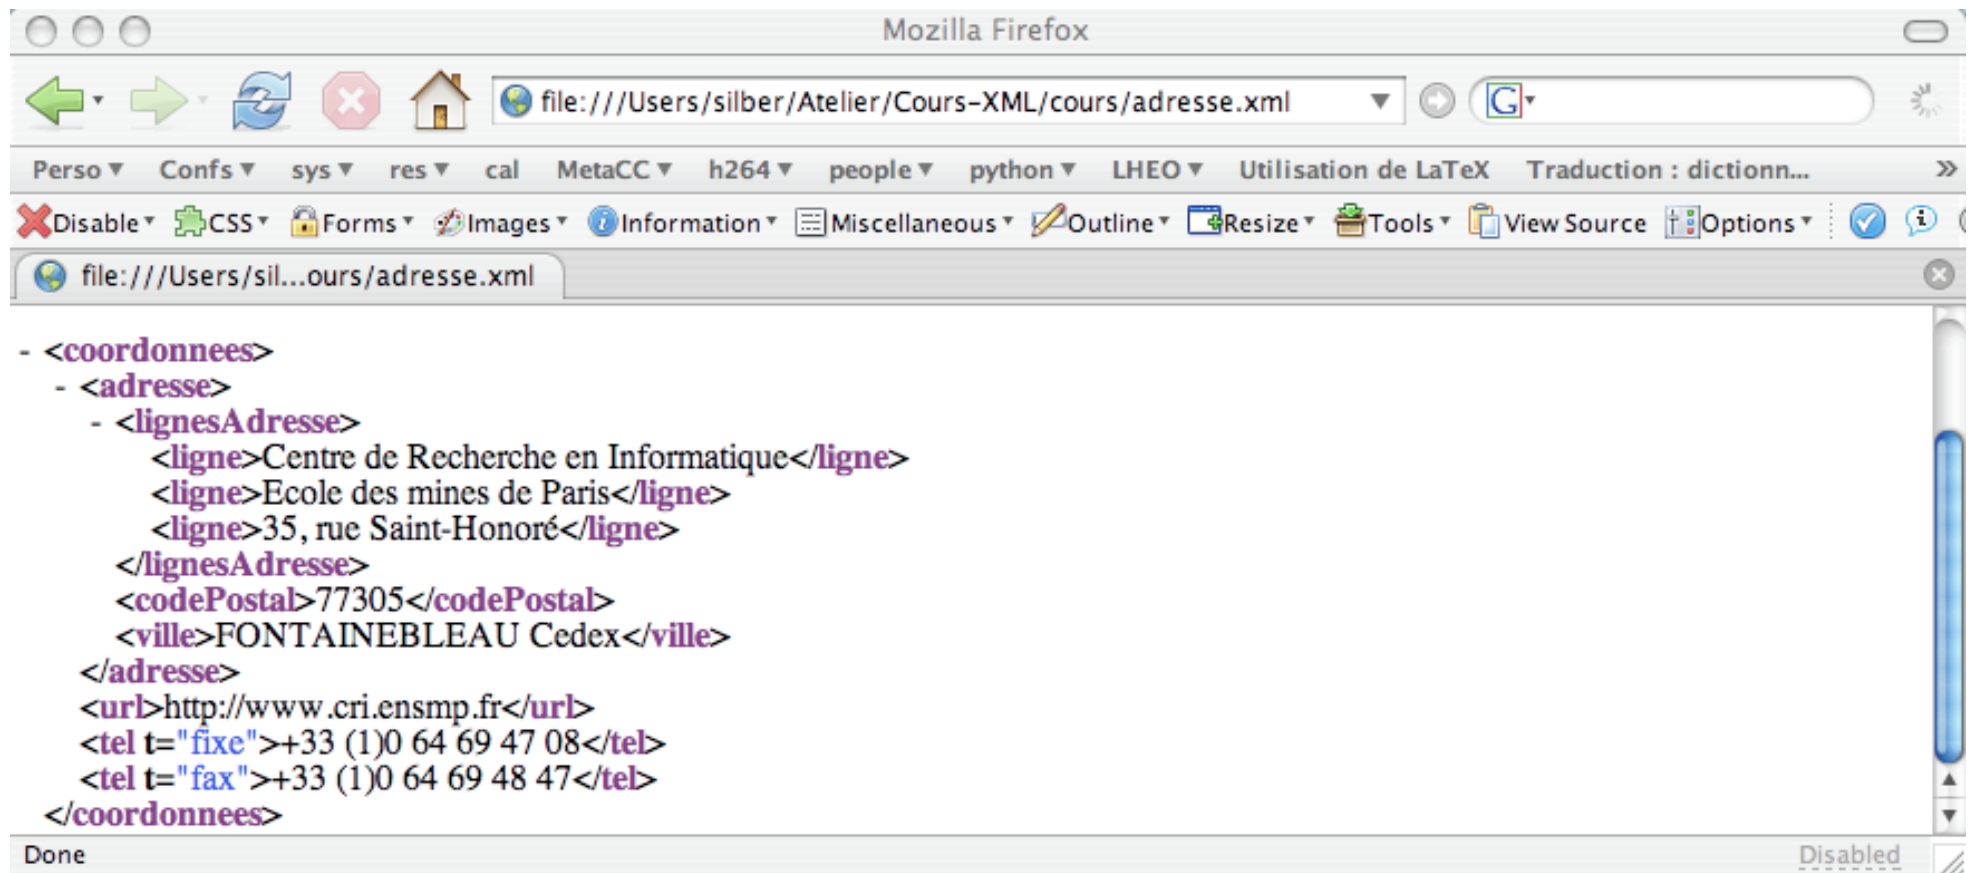 Mozilla Firefox
file:///Users/silber/Atelier/Cours-XML/cours/adresse.xml G
Perso Confs sys res cal MetaCC h264 people python LHEO Utilisation de LaTeX Traduction : dictionn... »
Disable CSS Forms Images Information Miscellaneous Outline Resize Tools View Source Options
file:///Users/sil...ours/adresse.xml
- <coordonnees>
- <adresse>
- <lignesAdresse>
<ligne>Centre de Recherche en Informatique</ligne>
<ligne>Ecole des mines de Paris</ligne>
<ligne>35, rue Saint-Honoré</ligne>
</lignesAdresse>
<codePostal>77305</codePostal>
<ville>FONTAINEBLEAU Cedex</ville>
</adresse>
<url>http://www.cri.ensmp.fr</url>
<tel t="fixe">+33 (1)0 64 69 47 08</tel>
<tel t="fax">+33 (1)0 64 69 48 47</tel>
</coordonnees>
Done Disabled